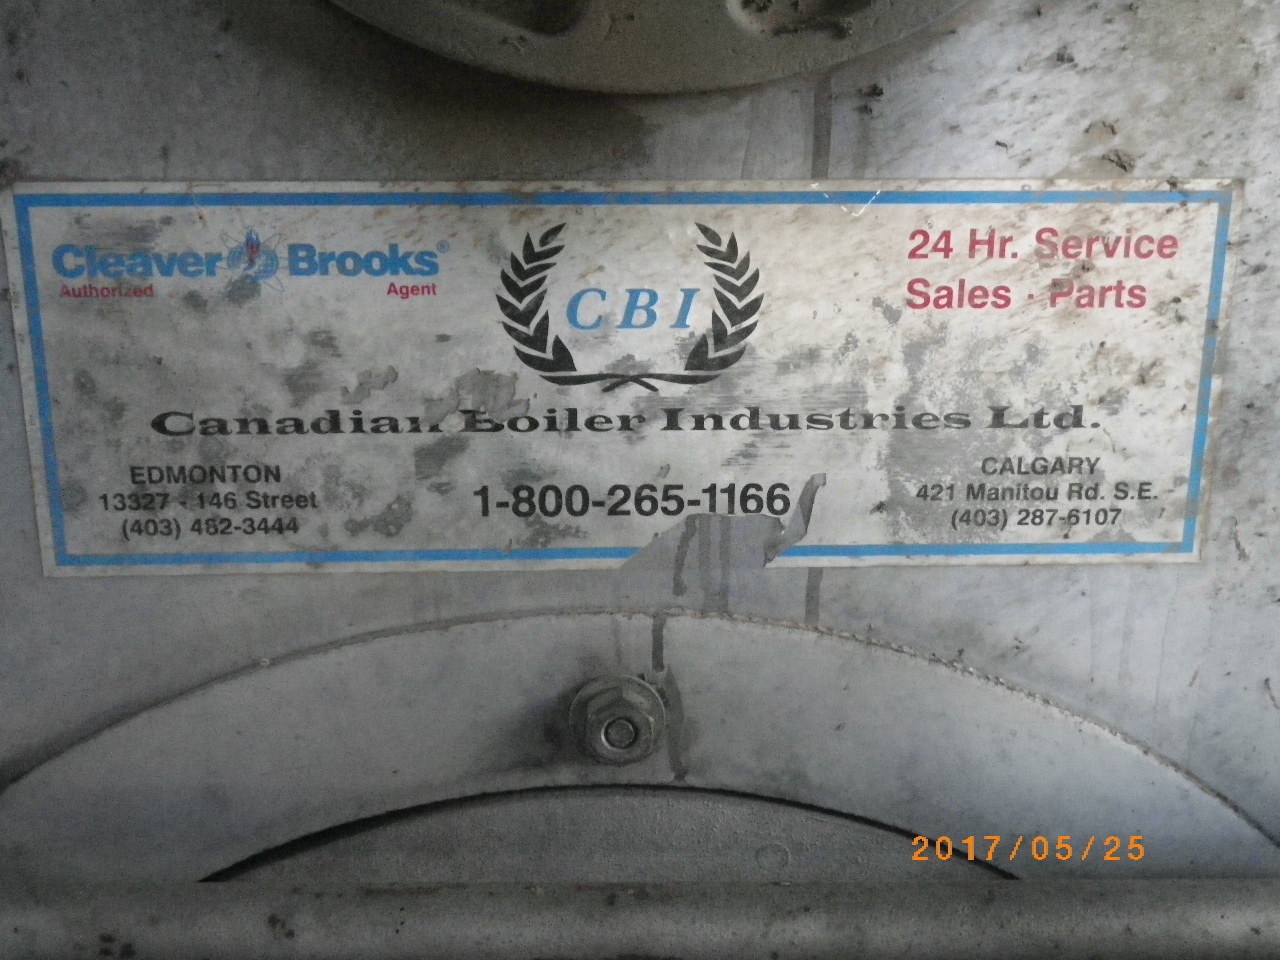 Cleaver Brooks®
Authorized Agent
CBI
24 Hr. Service
Sales · Parts
Canadian Boiler Industries Ltd.
EDMONTON
13327 - 146 Street
(403) 482-3444
1-800-265-1166
CALGARY
421 Manitou Rd. S.E.
(403) 287-6107
2017/05/25